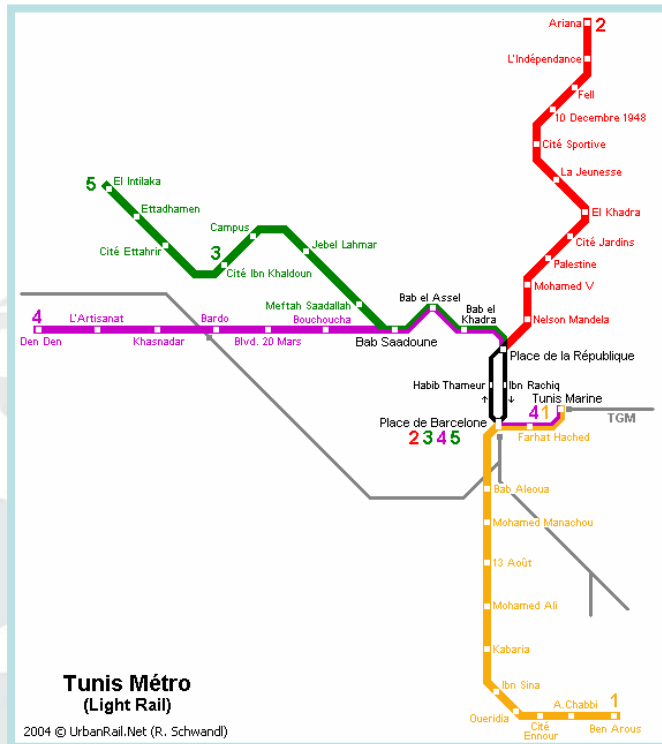 Ariana
2
L'Indépendance
Fell
10 Decembre 1948
Cité Sportive
La Jeunesse
El Khadra
Cité Jardins
Palestine
Mohamed V
Nelson Mandela
5
El Intilaka
Ettadhamen
Cité Ettahrir
3
Campus
Cité Ibn Khaldoun
Jebel Lahmar
Meftah Saadallah
4
Den Den
L'Artisanat
Khasnadar
Bardo
Blvd. 20 Mars
Bouchoucha
Bab Saadoune
Bab el Assel
Bab el
Khadra
Place de la République
Habib Thameur
Ibn Rachiq
↑
↓
Tunis Marine
4 1
TGM
Place de Barcelone
2 3 4 5
Farhat Hached
Bab Aleoua
Mohamed Manachou
13 Août
Mohamed Ali
Kabaria
Ibn Sina
Oueridia
Cité
Ennour
A.Chabbi
1
Ben Arous
Tunis Métro
(Light Rail)
2004 © UrbanRail.Net (R. Schwandl)